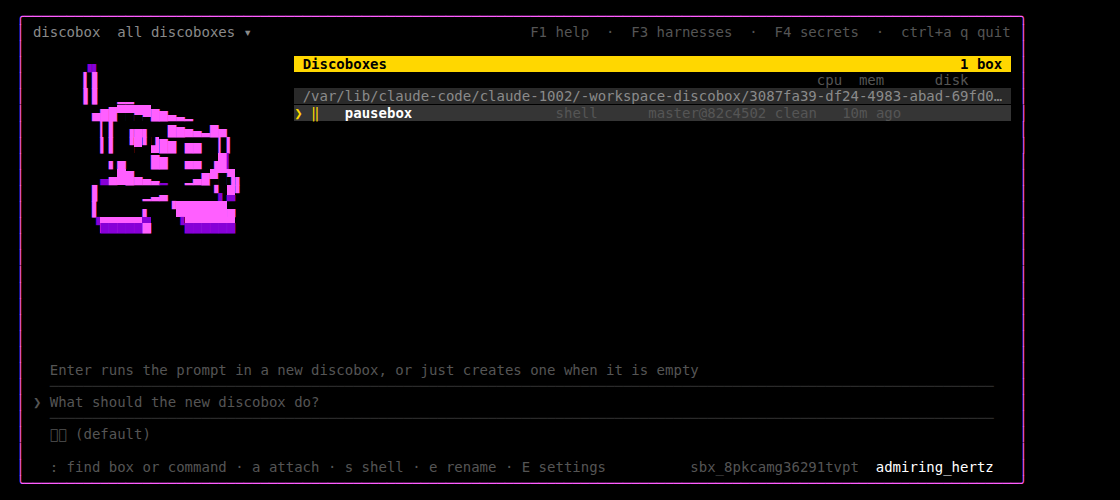 discobox  all discoboxes ▾  F1 help  ·  F3 harnesses  ·  F4 secrets  ·  ctrl+a q quit
Discoboxes  1 box
cpu  mem  disk
/var/lib/claude-code/claude-1002/-workspace-discobox/3087fa39-df24-4983-abad-69fd0…
❯ ‖ pausebox  shell  master@82c4502 clean  10m ago
Enter runs the prompt in a new discobox, or just creates one when it is empty
❯ What should the new discobox do?
(default)
: find box or command · a attach · s shell · e rename · E settings  sbx_8pkcamg36291tvpt  admiring_hertz